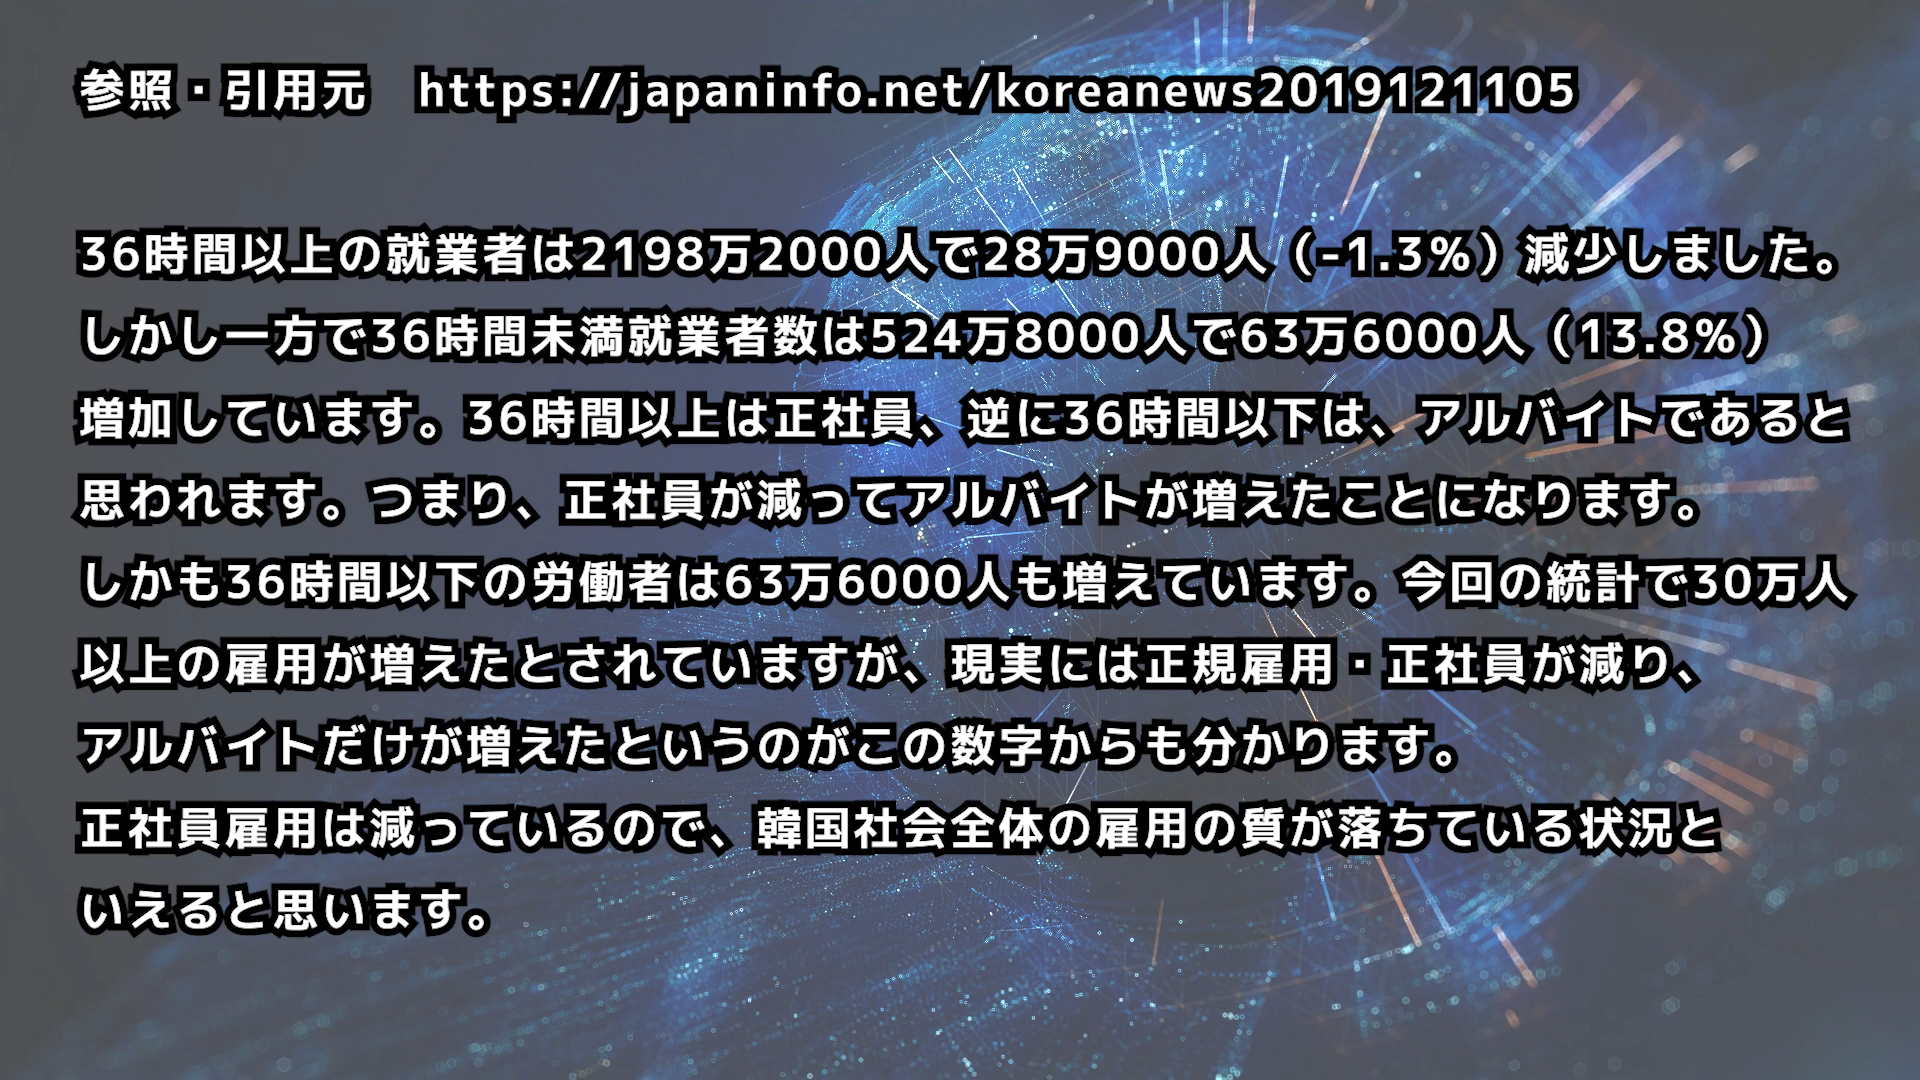 参照・引用元　https://japaninfo.net/koreanews2019121105
36時間以上の就業者は2198万2000人で28万9000人（-1.3%）減少しました。
しかし一方で36時間未満就業者数は524万8000人で63万6000人（13.8%）
増加しています。36時間以上は正社員、逆に36時間以下は、アルバイトであると
思われます。つまり、正社員が減ってアルバイトが増えたことになります。
しかも36時間以下の労働者は63万6000人も増えています。今回の統計で30万人
以上の雇用が増えたとされていますが、現実には正規雇用・正社員が減り、
アルバイトだけが増えたというのがこの数字からも分かります。
正社員雇用は減っているので、韓国社会全体の雇用の質が落ちている状況と
いえると思います。